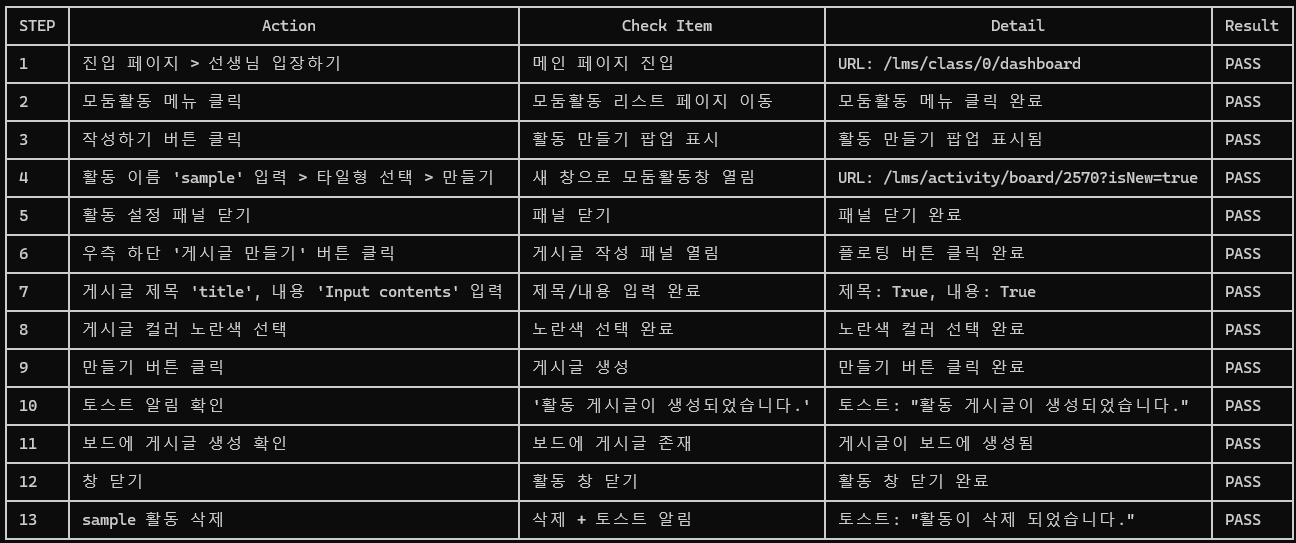 STEP Action Check Item Detail Result
1 진입 페이지 > 선생님 입장하기 메인 페이지 진입 URL: /lms/class/0/dashboard PASS
2 모둠활동 메뉴 클릭 모둠활동 리스트 페이지 이동 모둠활동 메뉴 클릭 완료 PASS
3 작성하기 버튼 클릭 활동 만들기 팝업 표시 활동 만들기 팝업 표시됨 PASS
4 활동 이름 'sample' 입력 > 타일형 선택 > 만들기 새 창으로 모둠활동창 열림 URL: /lms/activity/board/2570?isNew=true PASS
5 활동 설정 패널 닫기 패널 닫기 패널 닫기 완료 PASS
6 우측 하단 '게시글 만들기' 버튼 클릭 게시글 작성 패널 열림 플로팅 버튼 클릭 완료 PASS
7 게시글 제목 'title', 내용 'Input contents' 입력 제목/내용 입력 완료 제목: True, 내용: True PASS
8 게시글 컬러 노란색 선택 노란색 선택 완료 노란색 컬러 선택 완료 PASS
9 만들기 버튼 클릭 게시글 생성 만들기 버튼 클릭 완료 PASS
10 토스트 알림 확인 '활동 게시글이 생성되었습니다.' 토스트: "활동 게시글이 생성되었습니다." PASS
11 보드에 게시글 생성 확인 보드에 게시글 존재 게시글이 보드에 생성됨 PASS
12 창 닫기 활동 창 닫기 활동 창 닫기 완료 PASS
13 sample 활동 삭제 삭제 + 토스트 알림 토스트: "활동이 삭제 되었습니다." PASS